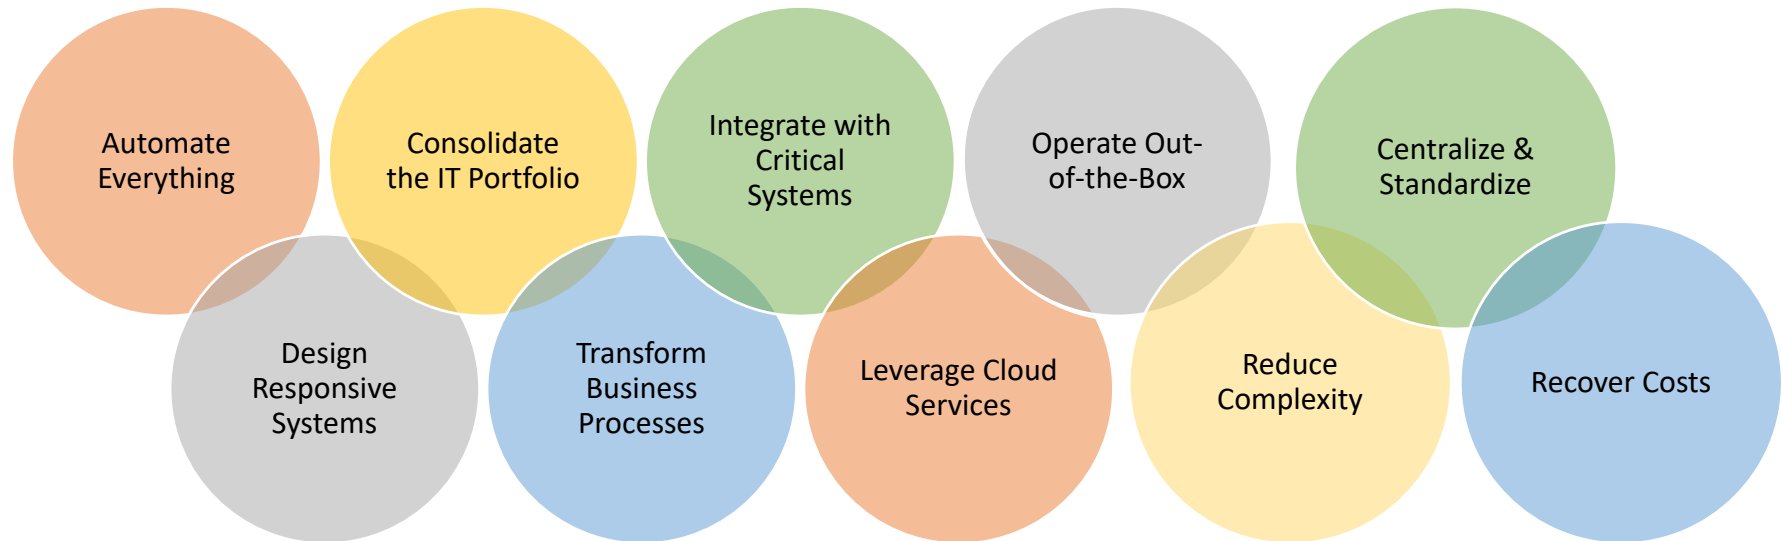 Automate
Everything
Consolidate
the IT Portfolio
Integrate with
Critical
Systems
Operate Out-
of-the-Box
Centralize &
Standardize
Design
Responsive
Systems
Transform
Business
Processes
Leverage Cloud
Services
Reduce
Complexity
Recover Costs